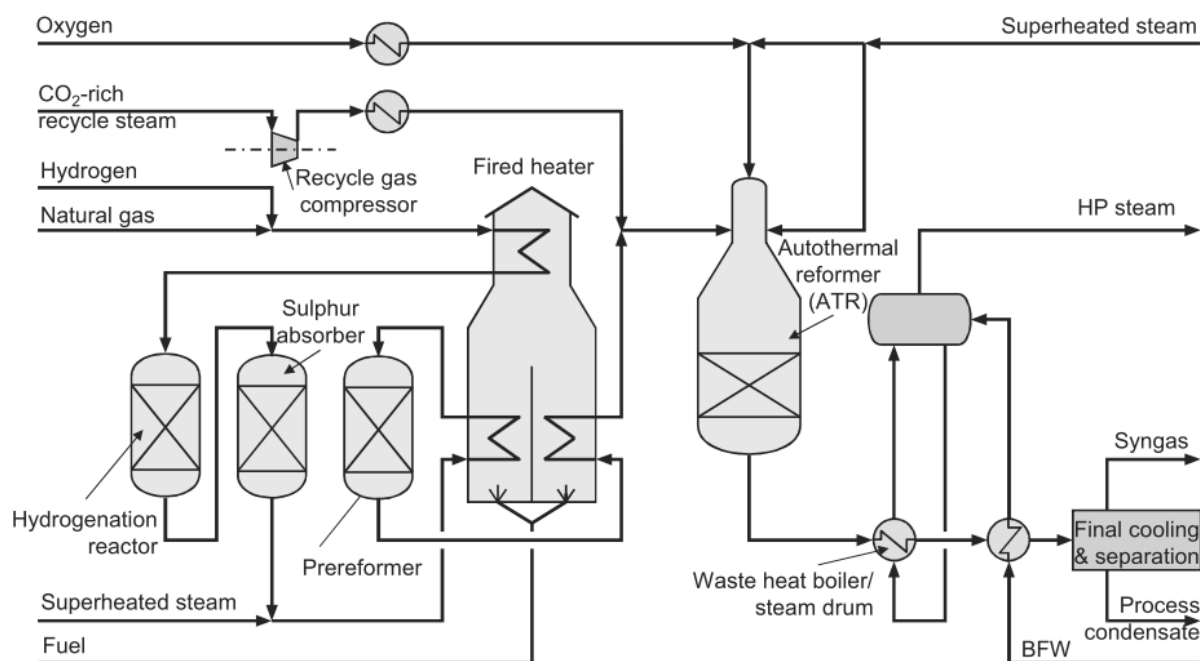 Oxygen
Superheated steam
CO₂-rich
recycle steam
Hydrogen
Recycle gas
compressor
Fired heater
Natural gas
HP steam
Autothermal
reformer
(ATR)
Sulphur
absorber
Syngas
Hydrogenation
reactor
Prereformer
Final cooling
& separation
Waste heat boiler/
steam drum
Superheated steam
Process
condensate
Fuel
BFW